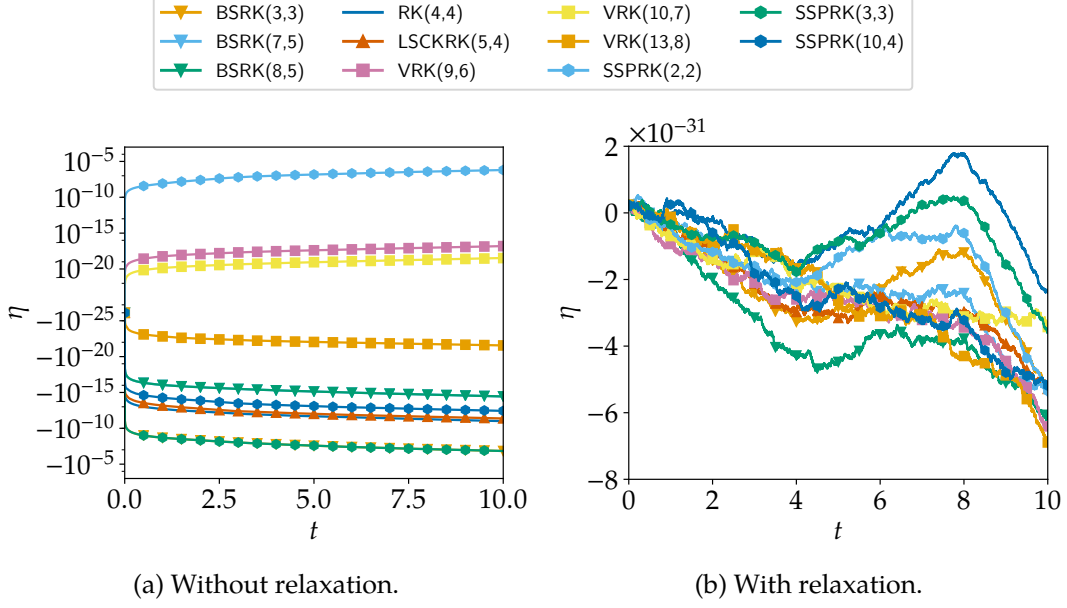 BSRK(3,3) RK(4,4) VRK(10,7) SSPRK(3,3)
BSRK(7,5) LSCKRK(5,4) VRK(13,8) SSPRK(10,4)
BSRK(8,5) VRK(9,6) SSPRK(2,2)
×10⁻³¹
10⁻⁵
10⁻¹⁰
10⁻¹⁵
10⁻²⁰
−10⁻²⁵
−10⁻²⁰
−10⁻¹⁵
−10⁻¹⁰
−10⁻⁵
η
0.0 2.5 5.0 7.5 10.0
t
2
0
−2
−4
−6
−8
η
0 2 4 6 8 10
t
(a) Without relaxation.
(b) With relaxation.